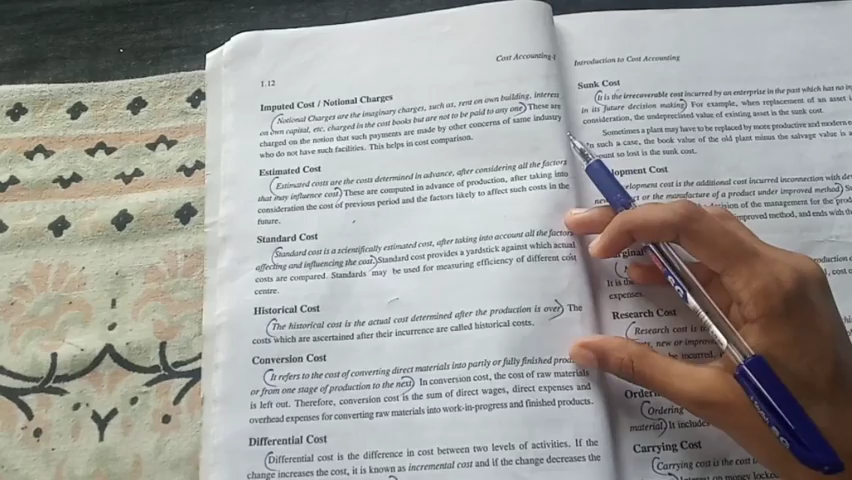 1.12
Cost Accounting-I
Imputed Cost / Notional Charges
Notional Charges are the imaginary charges, such as, rent on own building, interest
on own capital, etc, charged in the cost books but are not to be paid to any one) These are
charged on the notion that such payments are made by other concerns of same industry
who do not have such facilities. This helps in cost comparison.
Estimated Cost
(Estimated costs are the costs determined in advance, after considering all the factors
that may influence cost) These are computed in advance of production, after taking into
consideration the cost of previous period and the factors likely to affect such costs in the
future.
Standard Cost
(Standard cost is a scientifically estimated cost, after taking into account all the factors
affecting and influencing the cost.) Standard cost provides a yardstick against which actual
costs are compared. Standards may be used for measuring efficiency of different cost
centre.
Historical Cost
(The historical cost is the actual cost determined after the production is over) The
costs which are ascertained after their incurrence are called historical costs.
Conversion Cost
(It refers to the cost of converting direct materials into partly or fully finished
or from one stage of production to the next) In conversion cost, the cost of raw materials
is left out. Therefore, conversion cost is the sum of direct wages, direct expenses and
overhead expenses for converting raw materials into work-in-progress and finished products.
Differential Cost
(Differential cost is the difference in cost between two levels of activities. If the
change increases the cost, it is known as incremental cost and if the change decreases the
Introduction to Cost Accounting
Sunk Cost
(It is the irrecoverable cost incurred by an enterprise in the past which has no
in its future decision making) For example, when replacement of an asset
consideration, the undepreciated value of existing asset is the sunk cost.
Sometimes a plant may have to be replaced by more productive and modern
In such a case, the book value of the old plant minus the salvage value is
so lost is the sunk cost.
Cost
cost is the additional cost incurred in connection with
or the manufacture of a product under improved method)
of the management for the
improved method, and ends with the
It is the
expenses.
Research Cost
(Research cost is
new or
be incurred.
(Ordering
material) It includes
Carrying Cost
(Carrying cost is the cost
on money